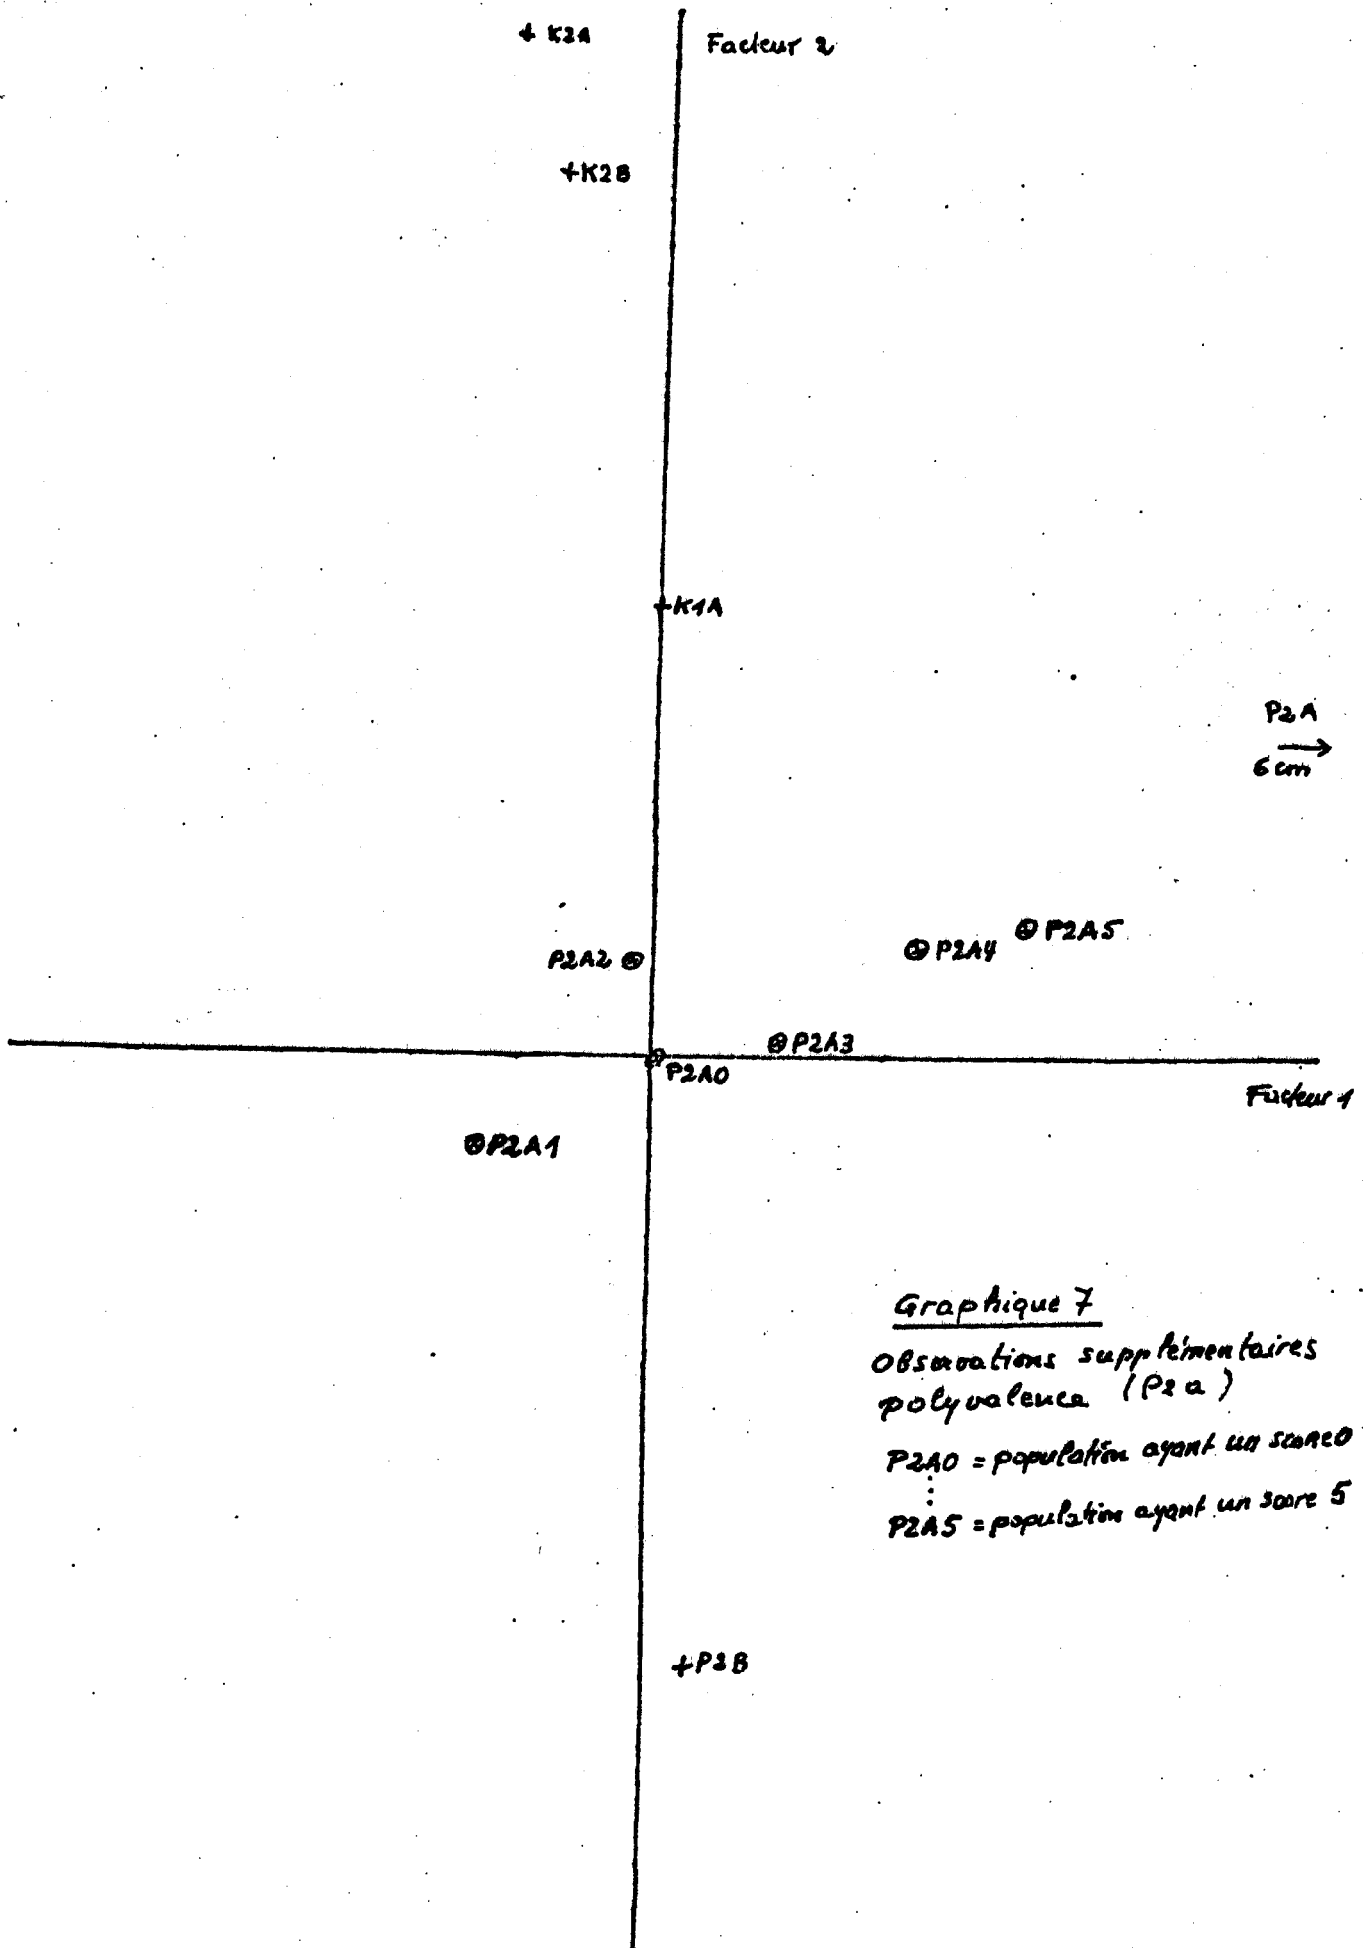 + K2A
Facteur 2
+K2B
+K1A
P2A
→
6 cm
P2A5
P2A4
P2A2
P2A3
P2A0
Facteur 1
P2A1
Graphique 7
Observations supplémentaires
polyvalence (P2a)
P2A0 = population ayant un score 0
⋮
P2A5 = population ayant un score 5
+P2B